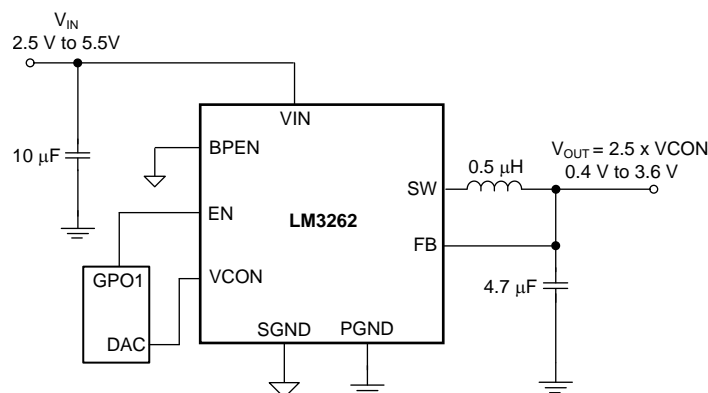 VIN
2.5 V to 5.5V
VIN
10 µF
BPEN
0.5 µH
VOUT = 2.5 x VCON
0.4 V to 3.6 V
SW
EN
LM3262
FB
GPO1
VCON
4.7 µF
DAC
SGND
PGND